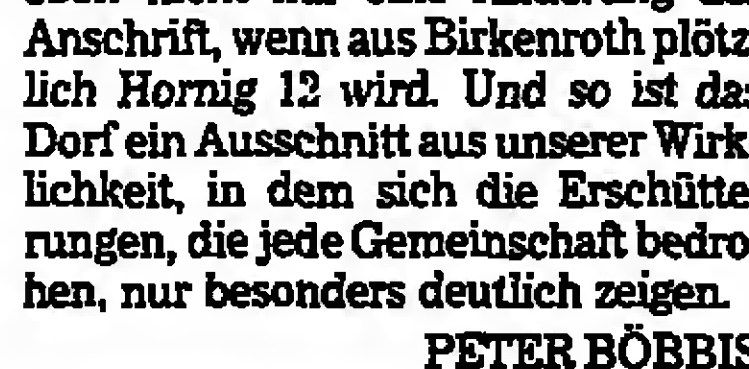 Anschrift, wenn aus Birkenroth plötz
lich Hornig 12 wird. Und so ist das
Dorf ein Ausschnitt aus unserer Wirk
lichkeit, in dem sich die Erschütte
rungen, die jede Gemeinschaft bedro
hen, nur besonders deutlich zeigen.
PETER BÖBBIS